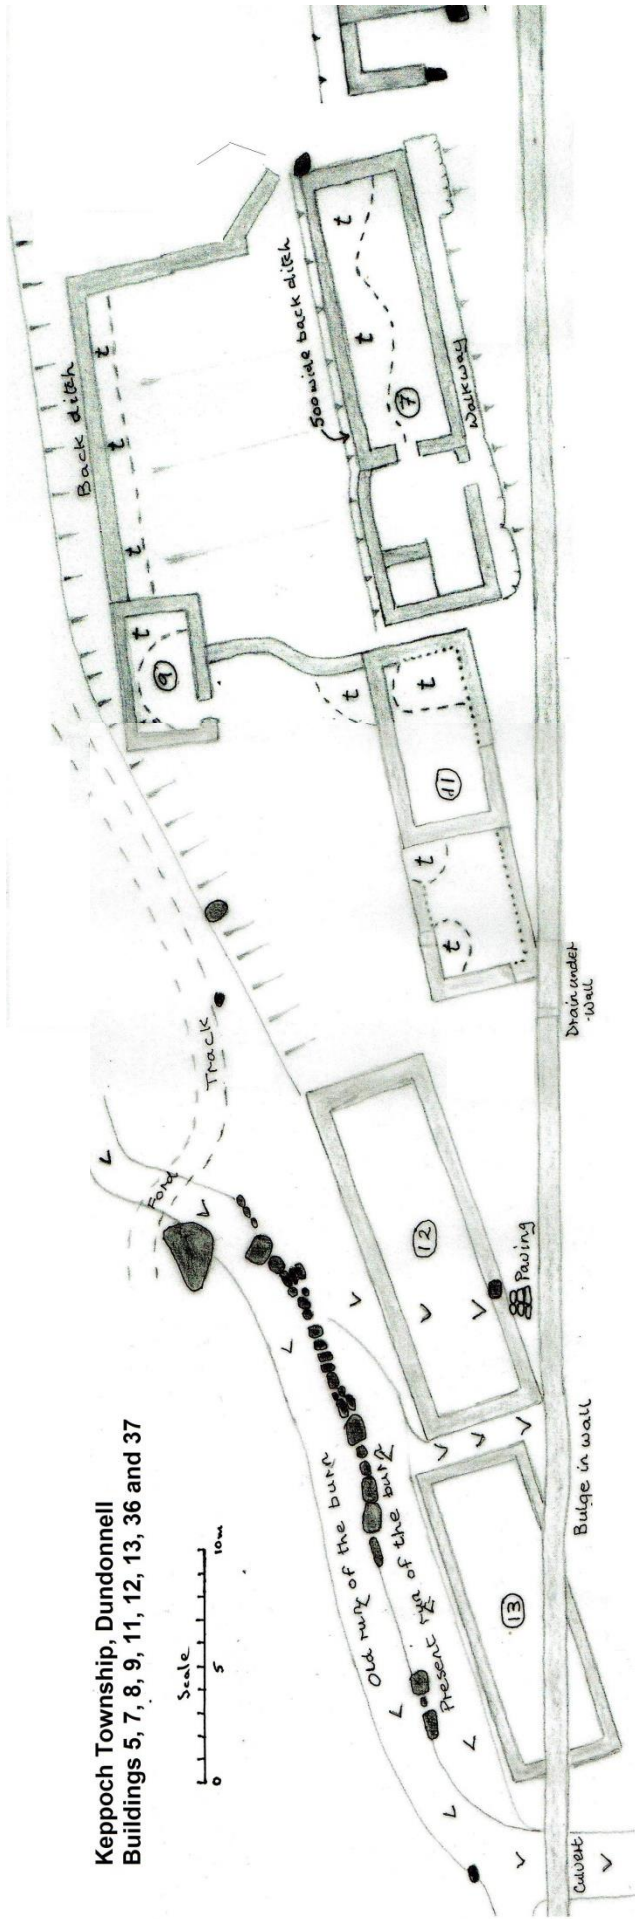 Keppoch Township, Dundonnell
Buildings 5, 7, 8, 9, 11, 12, 13, 36 and 37
Scale
0 5 10m
Back ditch
t
t
t
t
9
500 wide back ditch
t
t
7
Walkway
t
t
11
t
t
Track
Ford
12
Paving
Drain under
wall
Old run of the burn
Present run of the burn
13
Bulge in wall
Culvert